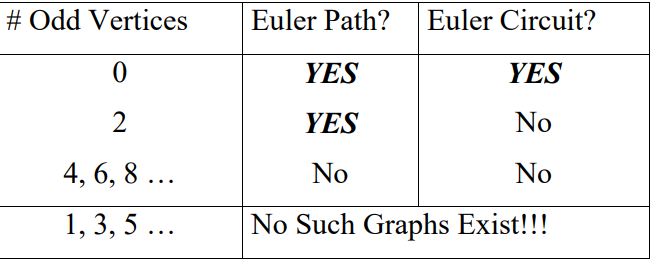 # Odd Vertices Euler Path? Euler Circuit?
0 YES YES
2 YES No
4, 6, 8 … No No
1, 3, 5 … No Such Graphs Exist!!!